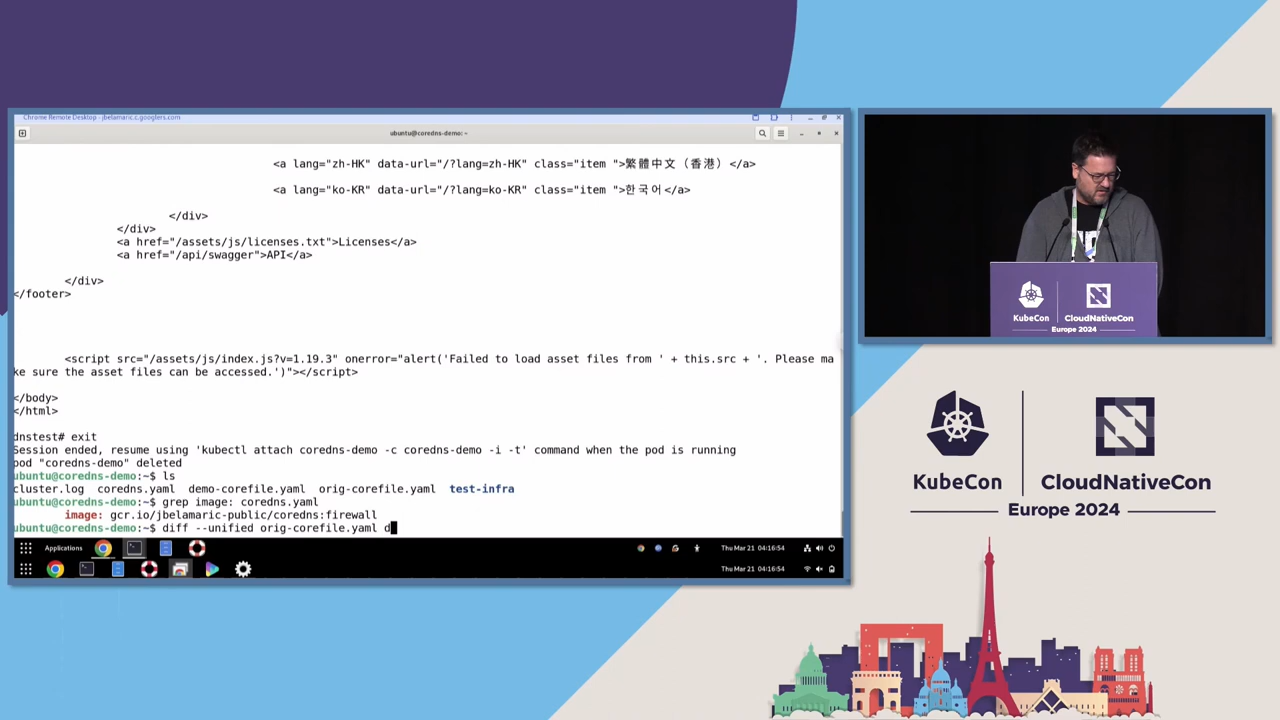 Chrome Remote Desktop - jbelamaric.c.googlers.com
ubuntu@coredns-demo: ~
<a lang="zh-HK" data-url="/?lang=zh-HK" class="item ">繁體中文（香港）</a>
<a lang="ko-KR" data-url="/?lang=ko-KR" class="item ">한국어</a>
</div>
</div>
<a href="/assets/js/licenses.txt">Licenses</a>
<a href="/api/swagger">API</a>
</div>
</footer>
<script src="/assets/js/index.js?v=1.19.3" onerror="alert('Failed to load asset files from ' + this.src + '. Please ma
ke sure the asset files can be accessed.')"></script>
</body>
</html>
dnstest# exit
Session ended, resume using 'kubectl attach coredns-demo -c coredns-demo -i -t' command when the pod is running
pod "coredns-demo" deleted
ubuntu@coredns-demo:~$ ls
cluster.log coredns.yaml demo-corefile.yaml orig-corefile.yaml test-infra
ubuntu@coredns-demo:~$ grep image: coredns.yaml
image: gcr.io/jbelamaric-public/coredns:firewall
ubuntu@coredns-demo:~$ diff --unified orig-corefile.yaml d
Applications
Thu Mar 21 04:16:54
Thu Mar 21 04:16:54
KubeCon
CloudNativeCon
Europe 2024
KubeCon
CloudNativeCon
Europe 2024